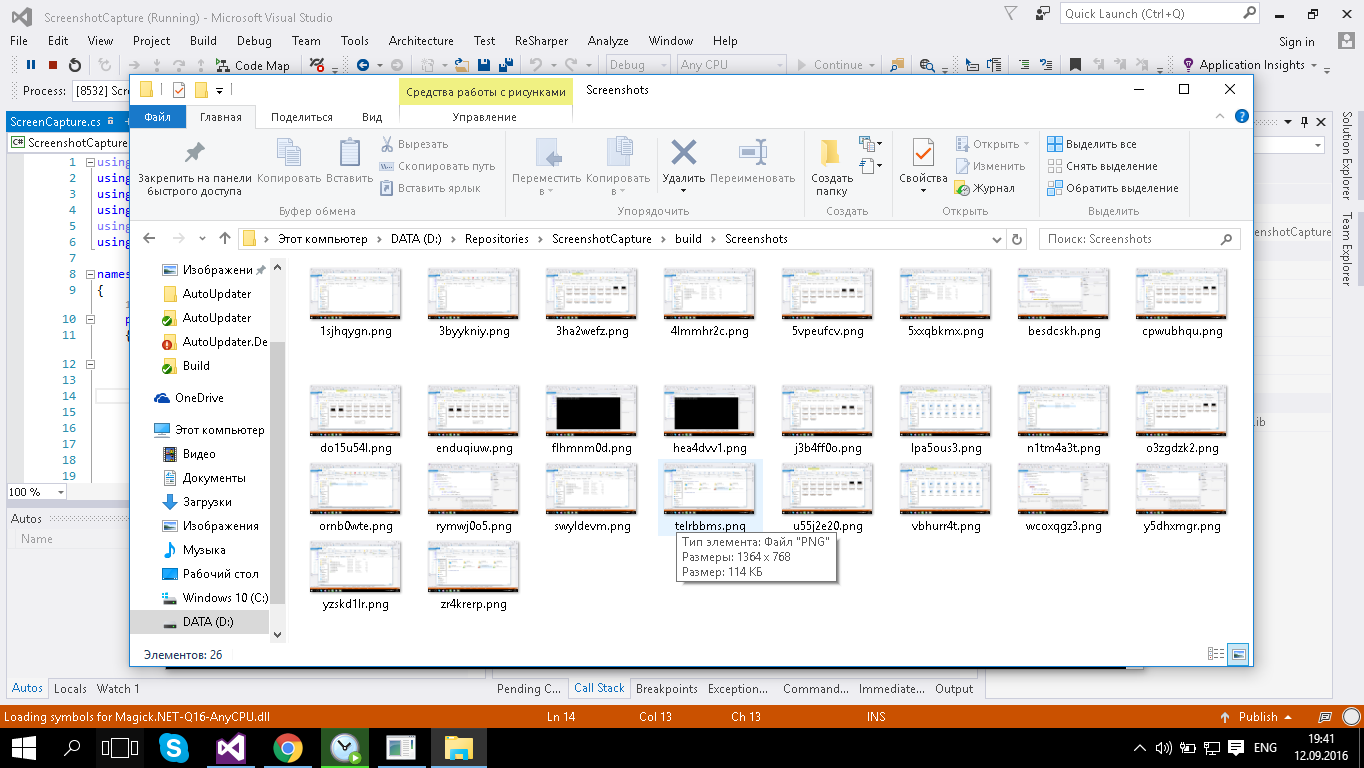 ScreenshotCapture (Running) - Microsoft Visual Studio
Quick Launch (Ctrl+Q)
File Edit View Project Build Debug Team Tools Architecture Test ReSharper Analyze Window Help
Sign in
Code Map
Debug
Any CPU
Continue
Application Insights
Process: [8532] Scre
ScreenCapture.cs
ScreenshotCapture
1 using
2 using
3 using
4 using
5 using
6 using
7
8 names
9 {
10 p
11 {
12
13
14
15
16
17
18
19
100 %
Autos
Name
Средства работы с рисунками
Screenshots
Файл Главная Поделиться Вид Управление
Закрепить на панели быстрого доступа
Копировать
Вставить
Вырезать
Скопировать путь
Вставить ярлык
Буфер обмена
Переместить в
Копировать в
Удалить
Переименовать
Упорядочить
Создать папку
Создать
Свойства
Открыть
Изменить
Журнал
Открыть
Выделить все
Снять выделение
Обратить выделение
Выделить
Этот компьютер DATA (D:) Repositories ScreenshotCapture build Screenshots
Поиск: Screenshots
Изображени
AutoUpdater
AutoUpdater
AutoUpdater.De
Build
OneDrive
Этот компьютер
Видео
Документы
Загрузки
Изображения
Музыка
Рабочий стол
Windows 10 (C:)
DATA (D:)
1sjhqygn.png 3byykniy.png 3ha2wefz.png 4lmmhr2c.png 5vpeufcv.png 5xxqbkmx.png besdcskh.png cpwubhqu.png
do15u54l.png enduqiuw.png flhmnm0d.png hea4dvv1.png j3b4ff0o.png lpa5ous3.png n1tm4a3t.png o3zgdzk2.png
ornb0wte.png rymwj0o5.png swyldevm.png telrbbms.png u55j2e20.png vbhurr4t.png wcoxqgz3.png y5dhxmgr.png
yzskd1lr.png zr4krerp.png
Тип элемента: Файл "PNG"
Размеры: 1364 x 768
Размер: 114 КБ
Элементов: 26
Solution Explorer
Team Explorer
enshotCapture
Lib
Autos Locals Watch 1
Pending C... Call Stack Breakpoints Exception... Command... Immediate... Output
Loading symbols for Magick.NET-Q16-AnyCPU.dll
Ln 14 Col 13 Ch 13 INS
Publish
ENG
19:41
12.09.2016